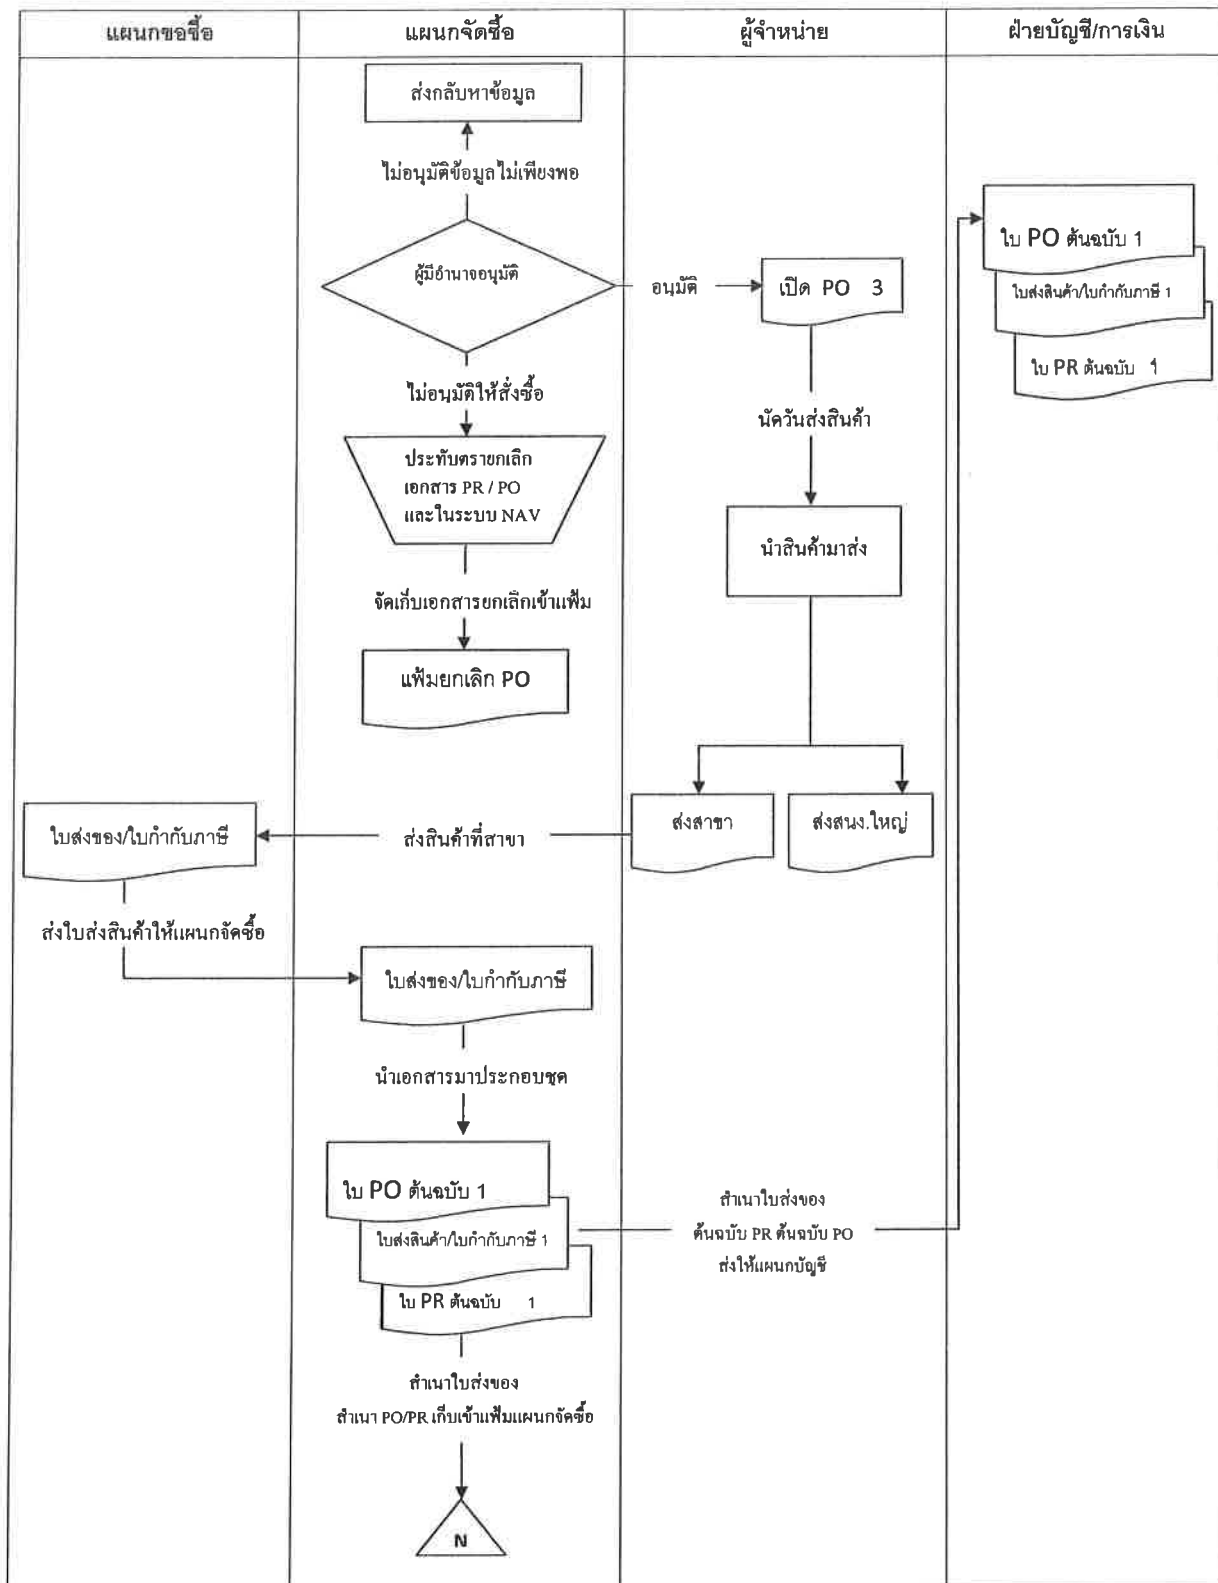 แผนกขอซื้อ
แผนกจัดซื้อ
ผู้จำหน่าย
ฝ่ายบัญชี/การเงิน
ส่งกลับหาข้อมูล
ไม่อนุมัติข้อมูลไม่เพียงพอ
ผู้มีอำนาจอนุมัติ
อนุมัติ
เปิด PO 3
ใบ PO ต้นฉบับ 1
ใบส่งสินค้า/ใบกำกับภาษี 1
ใบ PR ต้นฉบับ 1
ไม่อนุมัติให้สั่งซื้อ
นัดวันส่งสินค้า
ประทับตรายกเลิก
เอกสาร PR / PO
และในระบบ NAV
นำสินค้ามาส่ง
จัดเก็บเอกสารยกเลิกเข้าแฟ้ม
แฟ้มยกเลิก PO
ใบส่งของ/ใบกำกับภาษี
ส่งสินค้าที่สาขา
ส่งสาขา
ส่งสนง.ใหญ่
ส่งใบส่งสินค้าให้แผนกจัดซื้อ
ใบส่งของ/ใบกำกับภาษี
นำเอกสารมาประกอบชุด
ใบ PO ต้นฉบับ 1
ใบส่งสินค้า/ใบกำกับภาษี 1
ใบ PR ต้นฉบับ 1
สำเนาใบส่งของ
ต้นฉบับ PR ต้นฉบับ PO
ส่งให้แผนกบัญชี
สำเนาใบส่งของ
สำเนา PO/PR เก็บเข้าแฟ้มแผนกจัดซื้อ
N